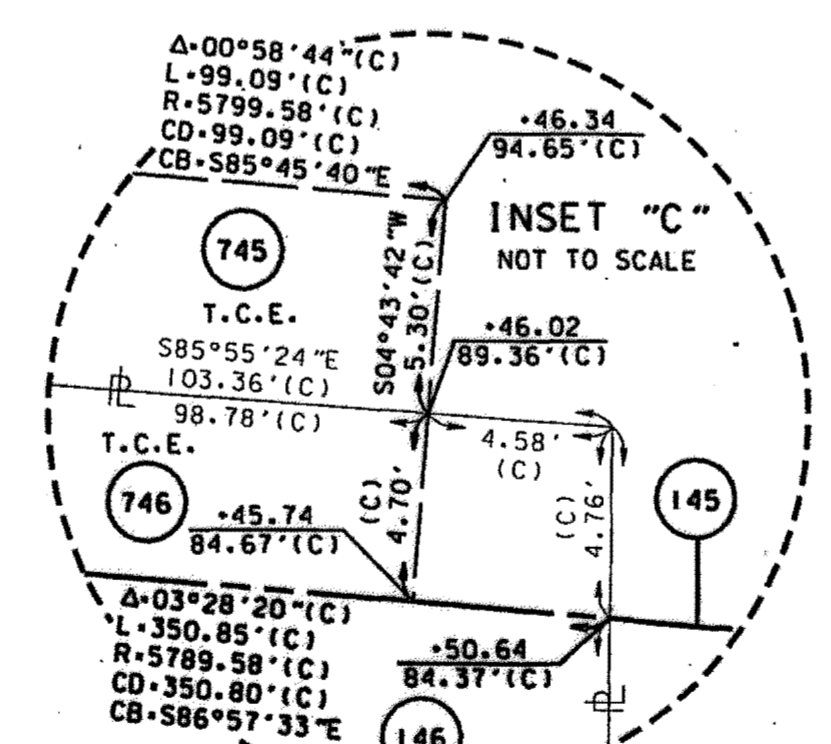 Δ=00°58'44"(C)
L=99.09'(C)
R=5799.58'(C)
CD=99.09'(C)
CB=S85°45'40"E
+46.34
94.65'(C)
INSET "C"
NOT TO SCALE
745
T.C.E.
S04°43'42"W
5.30'(C)
+46.02
89.36'(C)
S85°55'24"E
103.36'(C)
PL
98.78'(C)
T.C.E.
4.58'
(C)
746
(C)
4.70'
(C)
4.76'
145
+45.74
84.67'(C)
Δ=03°28'20"(C)
L=350.85'(C)
R=5789.58'(C)
CD=350.80'(C)
CB=S86°57'33"E
+50.64
84.37'(C)
PL
146